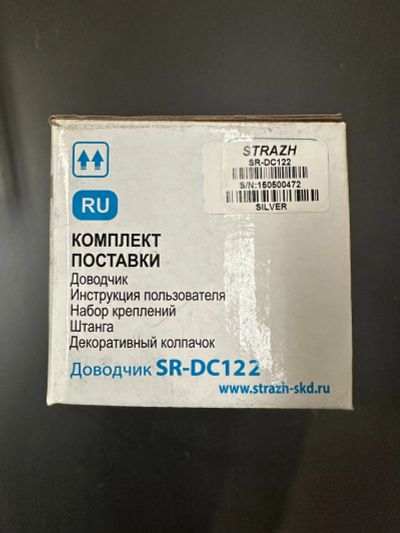 STRAZH
SR-DC122
S/N:150500472
SILVER
RU
КОМПЛЕКТ
ПОСТАВКИ
Доводчик
Инструкция пользователя
Набор креплений
Штанга
Декоративный колпачок
Доводчик SR-DC122
www.strazh-skd.ru